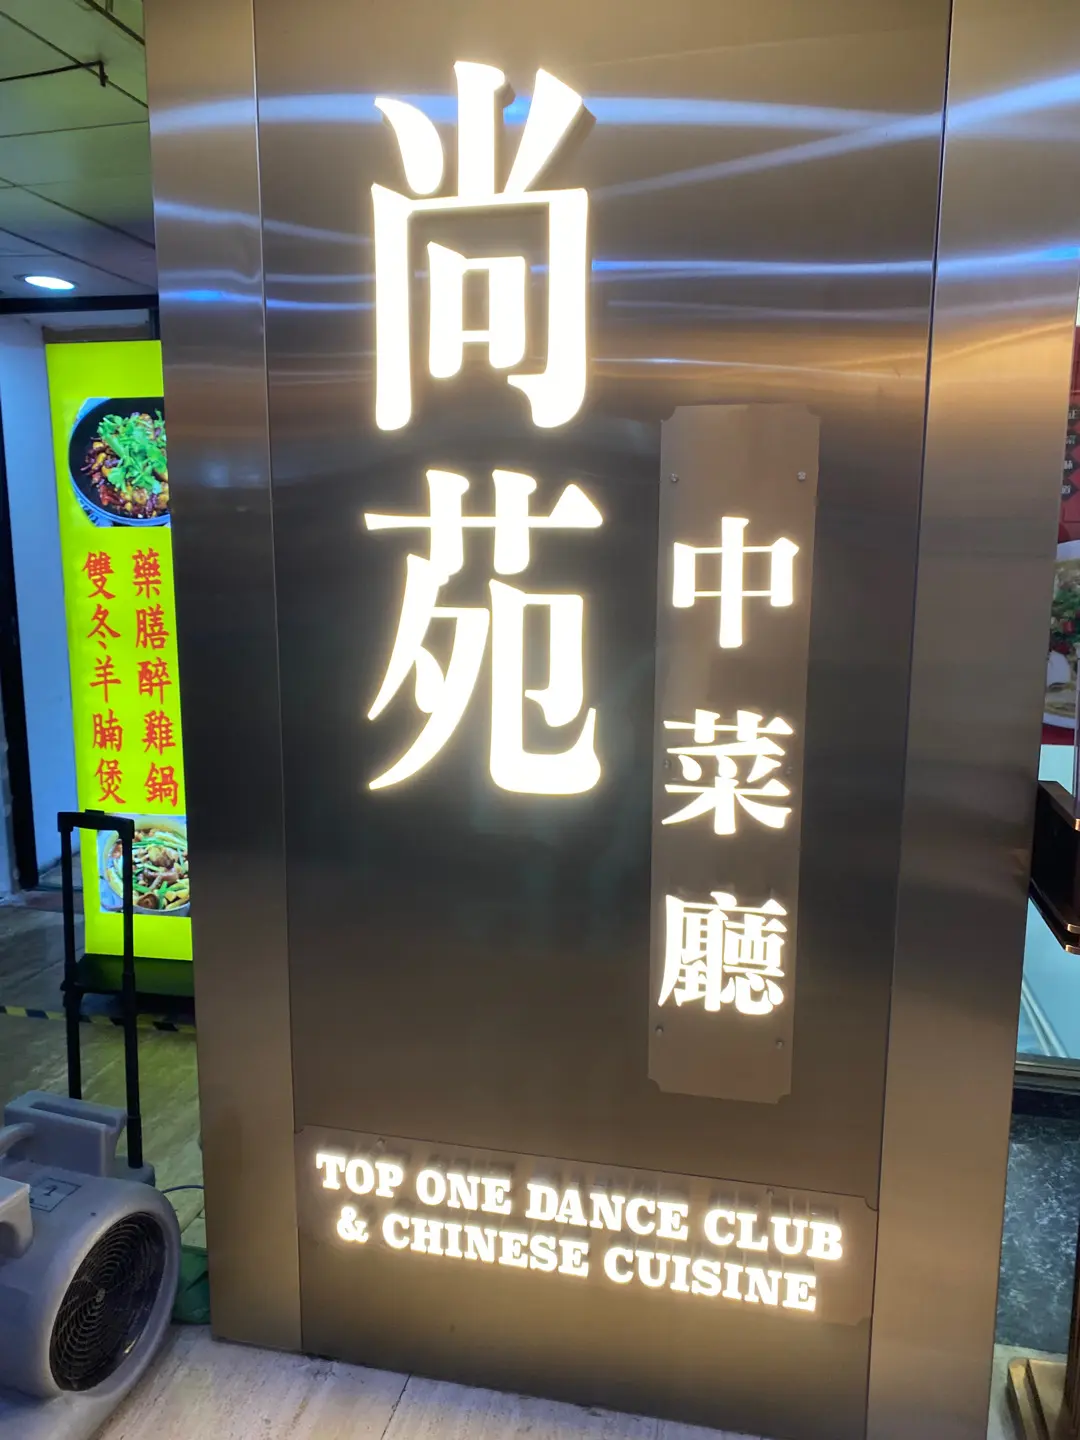 尚苑
中菜廳
TOP ONE DANCE CLUB
& CHINESE CUISINE
藥膳醉雞鍋
雙冬羊腩煲